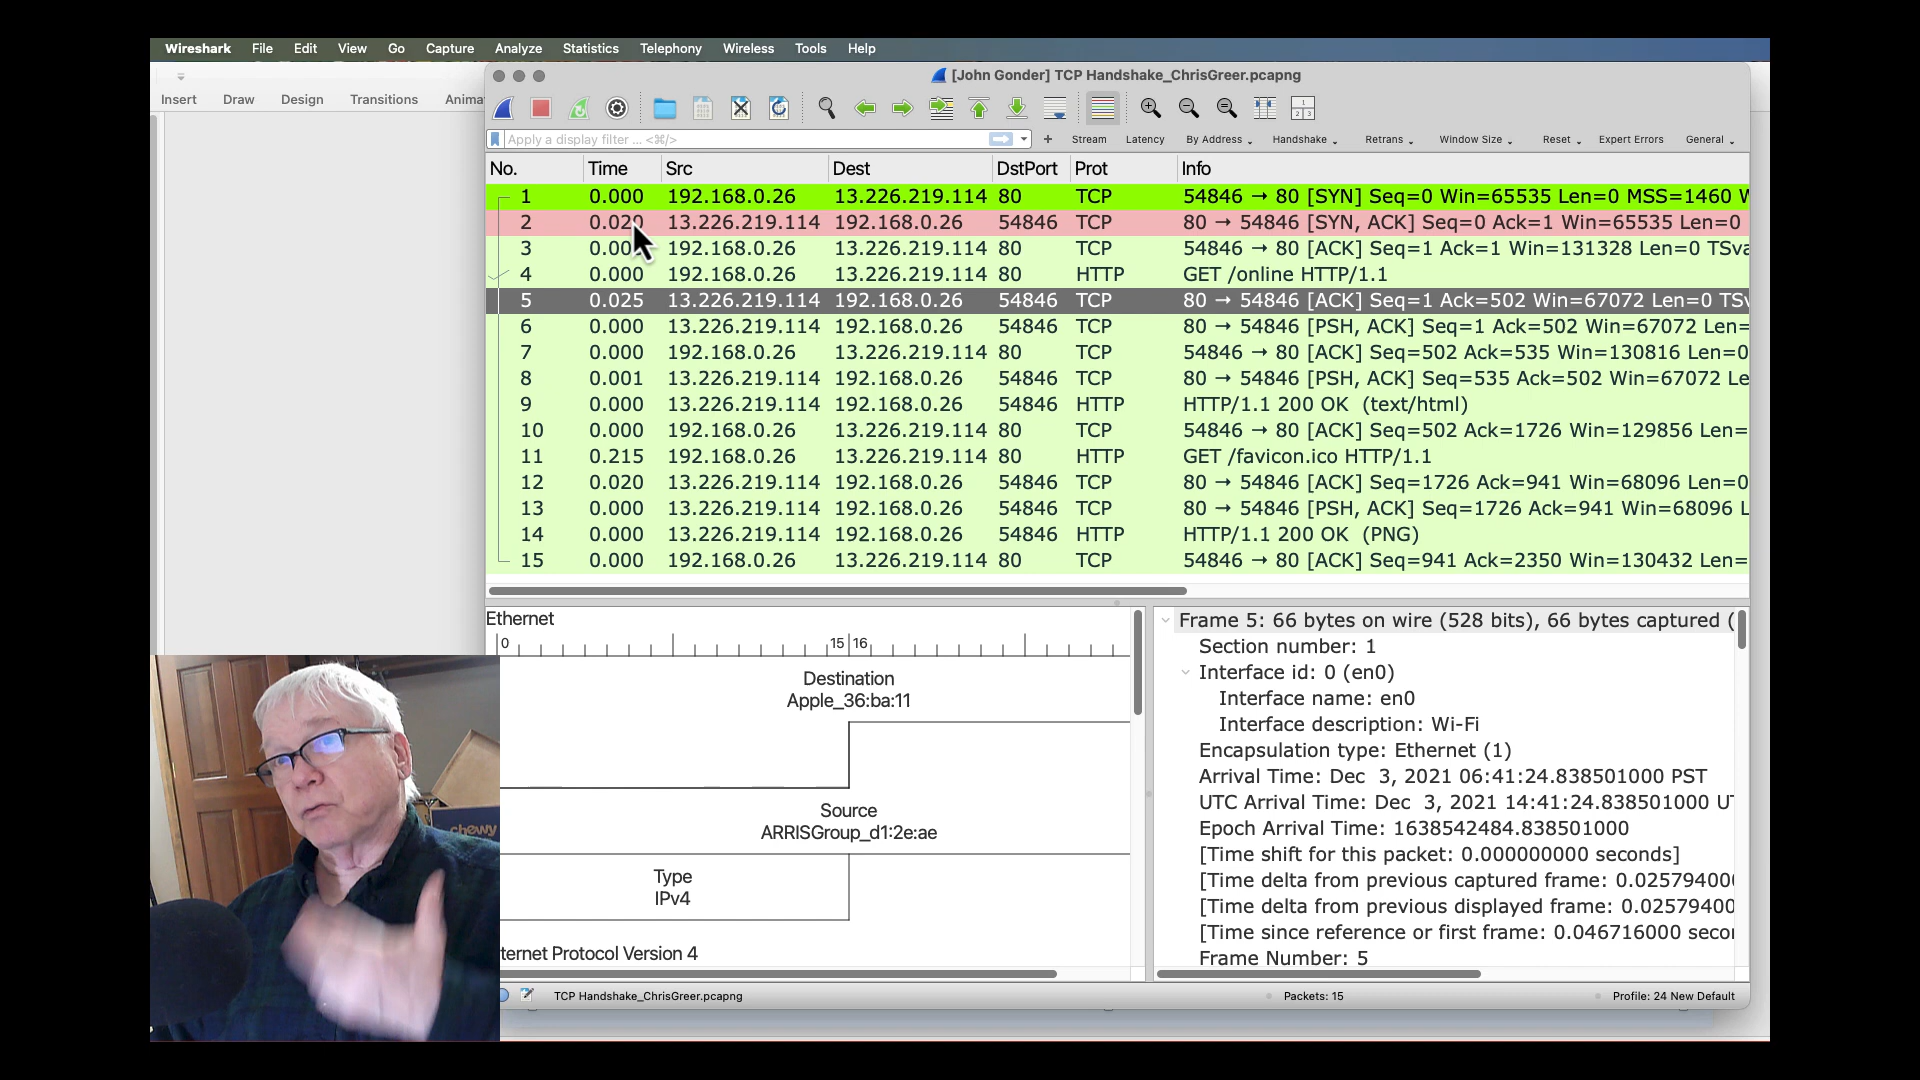 Wireshark File Edit View Go Capture Analyze Statistics Telephony Wireless Tools Help
[John Gonder] TCP Handshake_ChrisGreer.pcapng
Insert Draw Design Transitions
Apply a display filter ... <⌘/>
+ Stream Latency By Address Handshake Retrans Window Size Reset Expert Errors General
No. Time Src Dest DstPort Prot Info
1 0.000 192.168.0.26 13.226.219.114 80 TCP 54846 → 80 [SYN] Seq=0 Win=65535 Len=0 MSS=1460 W
2 0.020 13.226.219.114 192.168.0.26 54846 TCP 80 → 54846 [SYN, ACK] Seq=0 Ack=1 Win=65535 Len=0
3 192.168.0.26 13.226.219.114 80 TCP 54846 → 80 [ACK] Seq=1 Ack=1 Win=131328 Len=0 TSva
4 0.000 192.168.0.26 13.226.219.114 80 HTTP GET /online HTTP/1.1
5 0.025 13.226.219.114 192.168.0.26 54846 TCP 80 → 54846 [ACK] Seq=1 Ack=502 Win=67072 Len=0 TSv
6 0.000 13.226.219.114 192.168.0.26 54846 TCP 80 → 54846 [PSH, ACK] Seq=1 Ack=502 Win=67072 Len=
7 0.000 192.168.0.26 13.226.219.114 80 TCP 54846 → 80 [ACK] Seq=502 Ack=535 Win=130816 Len=0
8 0.001 13.226.219.114 192.168.0.26 54846 TCP 80 → 54846 [PSH, ACK] Seq=535 Ack=502 Win=67072 Le
9 0.000 13.226.219.114 192.168.0.26 54846 HTTP HTTP/1.1 200 OK (text/html)
10 0.000 192.168.0.26 13.226.219.114 80 TCP 54846 → 80 [ACK] Seq=502 Ack=1726 Win=129856 Len=
11 0.215 192.168.0.26 13.226.219.114 80 HTTP GET /favicon.ico HTTP/1.1
12 0.020 13.226.219.114 192.168.0.26 54846 TCP 80 → 54846 [ACK] Seq=1726 Ack=941 Win=68096 Len=0
13 0.000 13.226.219.114 192.168.0.26 54846 TCP 80 → 54846 [PSH, ACK] Seq=1726 Ack=941 Win=68096 L
14 0.000 13.226.219.114 192.168.0.26 54846 HTTP HTTP/1.1 200 OK (PNG)
15 0.000 192.168.0.26 13.226.219.114 80 TCP 54846 → 80 [ACK] Seq=941 Ack=2350 Win=130432 Len=
Ethernet
0 15 16
Destination
Apple_36:ba:11
Source
ARRISGroup_d1:2e:ae
Type
IPv4
ternet Protocol Version 4
Frame 5: 66 bytes on wire (528 bits), 66 bytes captured (
Section number: 1
Interface id: 0 (en0)
Interface name: en0
Interface description: Wi-Fi
Encapsulation type: Ethernet (1)
Arrival Time: Dec 3, 2021 06:41:24.838501000 PST
UTC Arrival Time: Dec 3, 2021 14:41:24.838501000 U
Epoch Arrival Time: 1638542484.838501000
[Time shift for this packet: 0.000000000 seconds]
[Time delta from previous captured frame: 0.02579400
[Time delta from previous displayed frame: 0.02579400
[Time since reference or first frame: 0.046716000 seco
Frame Number: 5
chewy
TCP Handshake_ChrisGreer.pcapng Packets: 15 Profile: 24 New Default